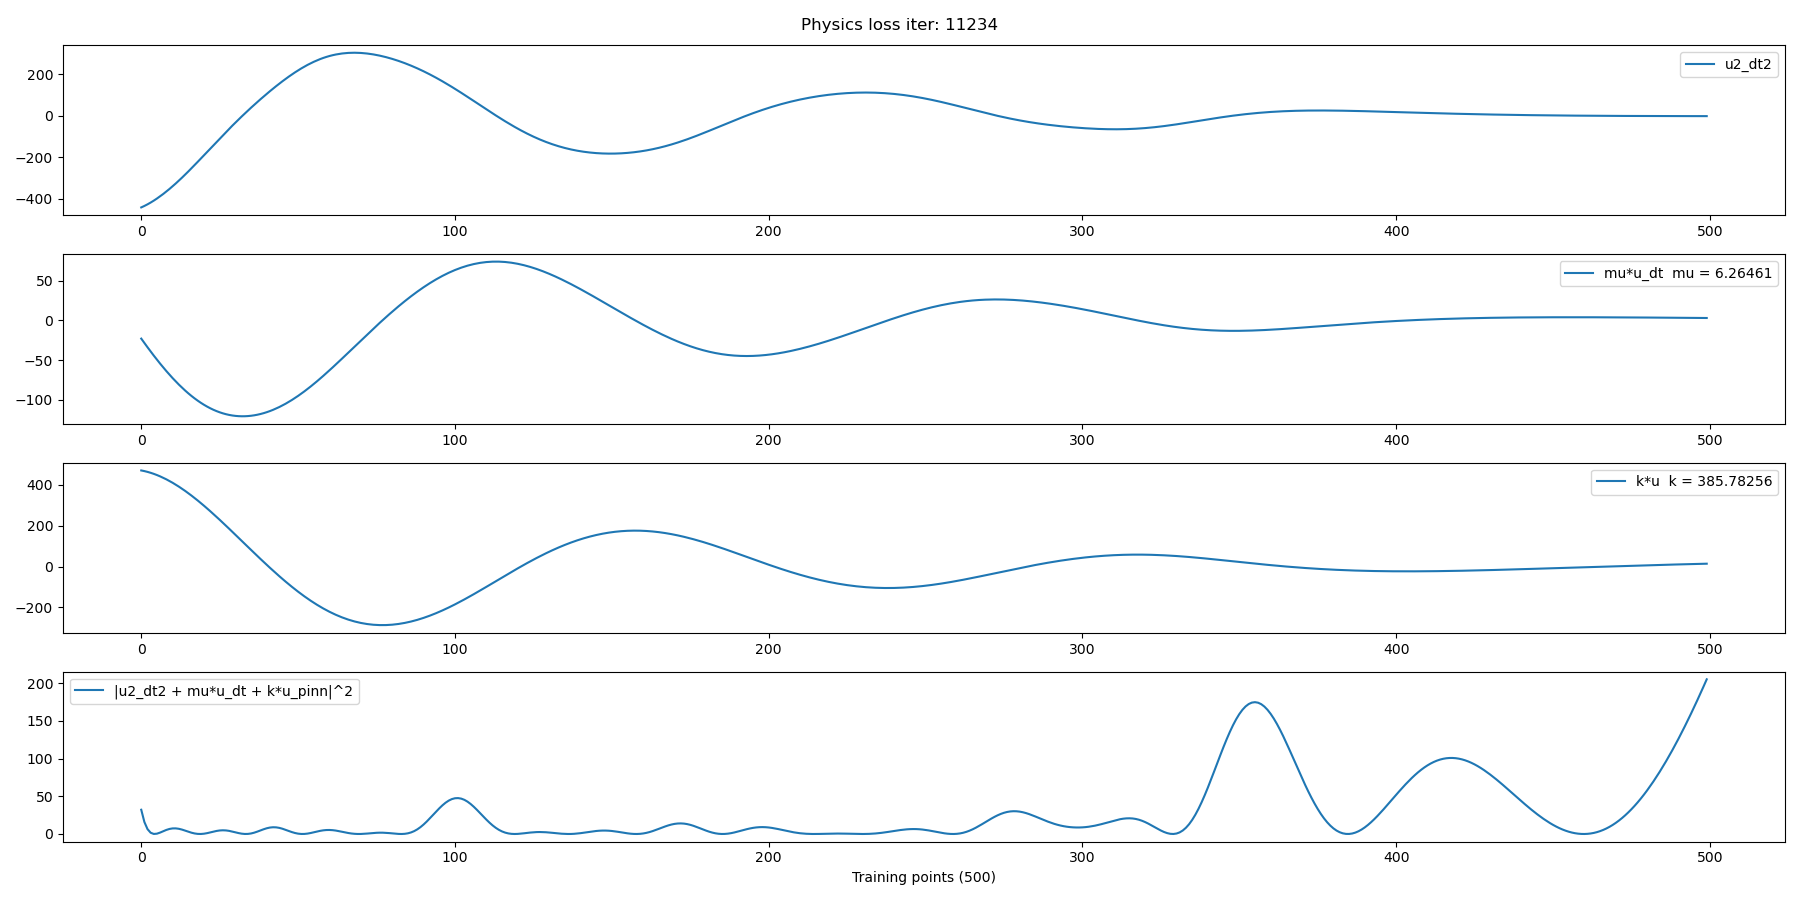 Physics loss iter: 11234
u2_dt2
200
0
−200
−400
0 100 200 300 400 500
mu*u_dt  mu = 6.26461
50
0
−50
−100
0 100 200 300 400 500
k*u  k = 385.78256
400
200
0
−200
0 100 200 300 400 500
|u2_dt2 + mu*u_dt + k*u_pinn|^2
200
150
100
50
0
0 100 200 300 400 500
Training points (500)